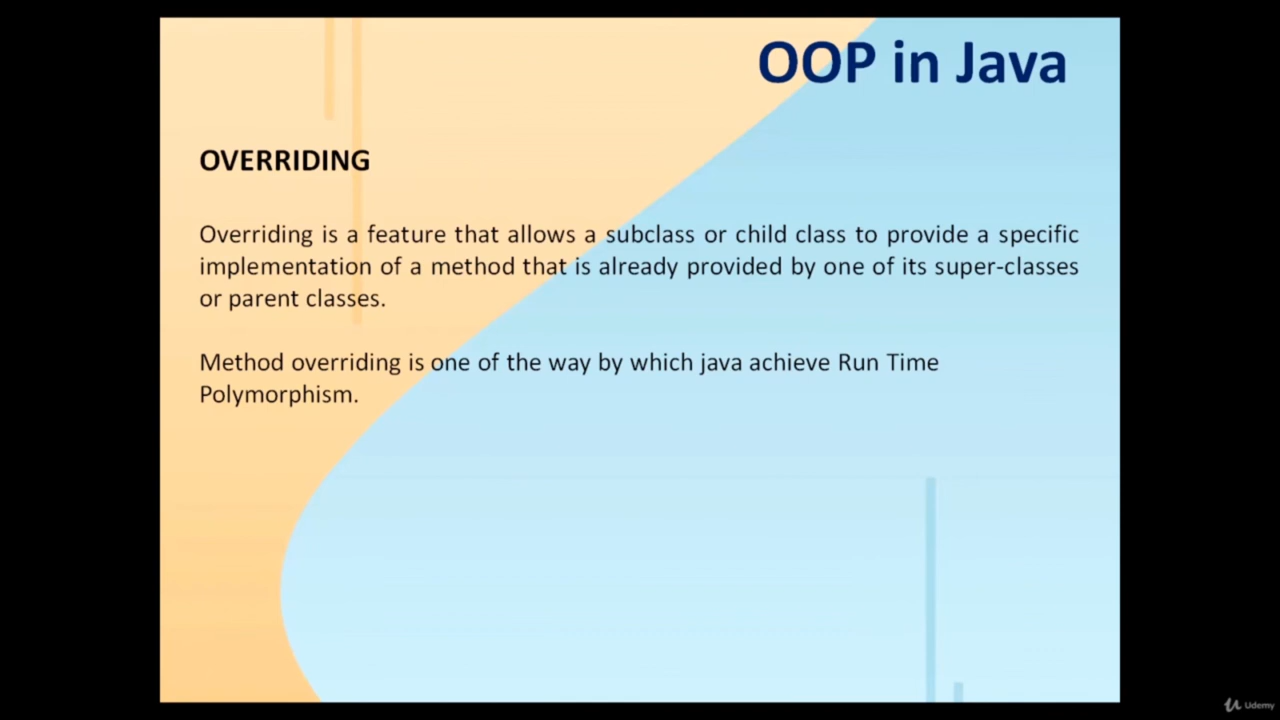 OOP in Java
OVERRIDING
Overriding is a feature that allows a subclass or child class to provide a specific
implementation of a method that is already provided by one of its super-classes
or parent classes.
Method overriding is one of the way by which java achieve Run Time
Polymorphism.
Udemy